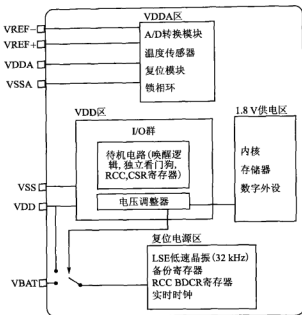 VDDA区
VREF-
VREF+
VDDA
VSSA
A/D转换模块
温度传感器
复位模块
锁相环
VDD区
I/O群
待机电路(唤醒逻
辑,独立看门狗,
RCC,CSR寄存器)
电压调整器
1.8 V供电区
内核
存储器
数字外设
VSS
VDD
VBAT
复位电源区
LSE低速晶振(32 kHz)
备份寄存器
RCC BDCR寄存器
实时时钟